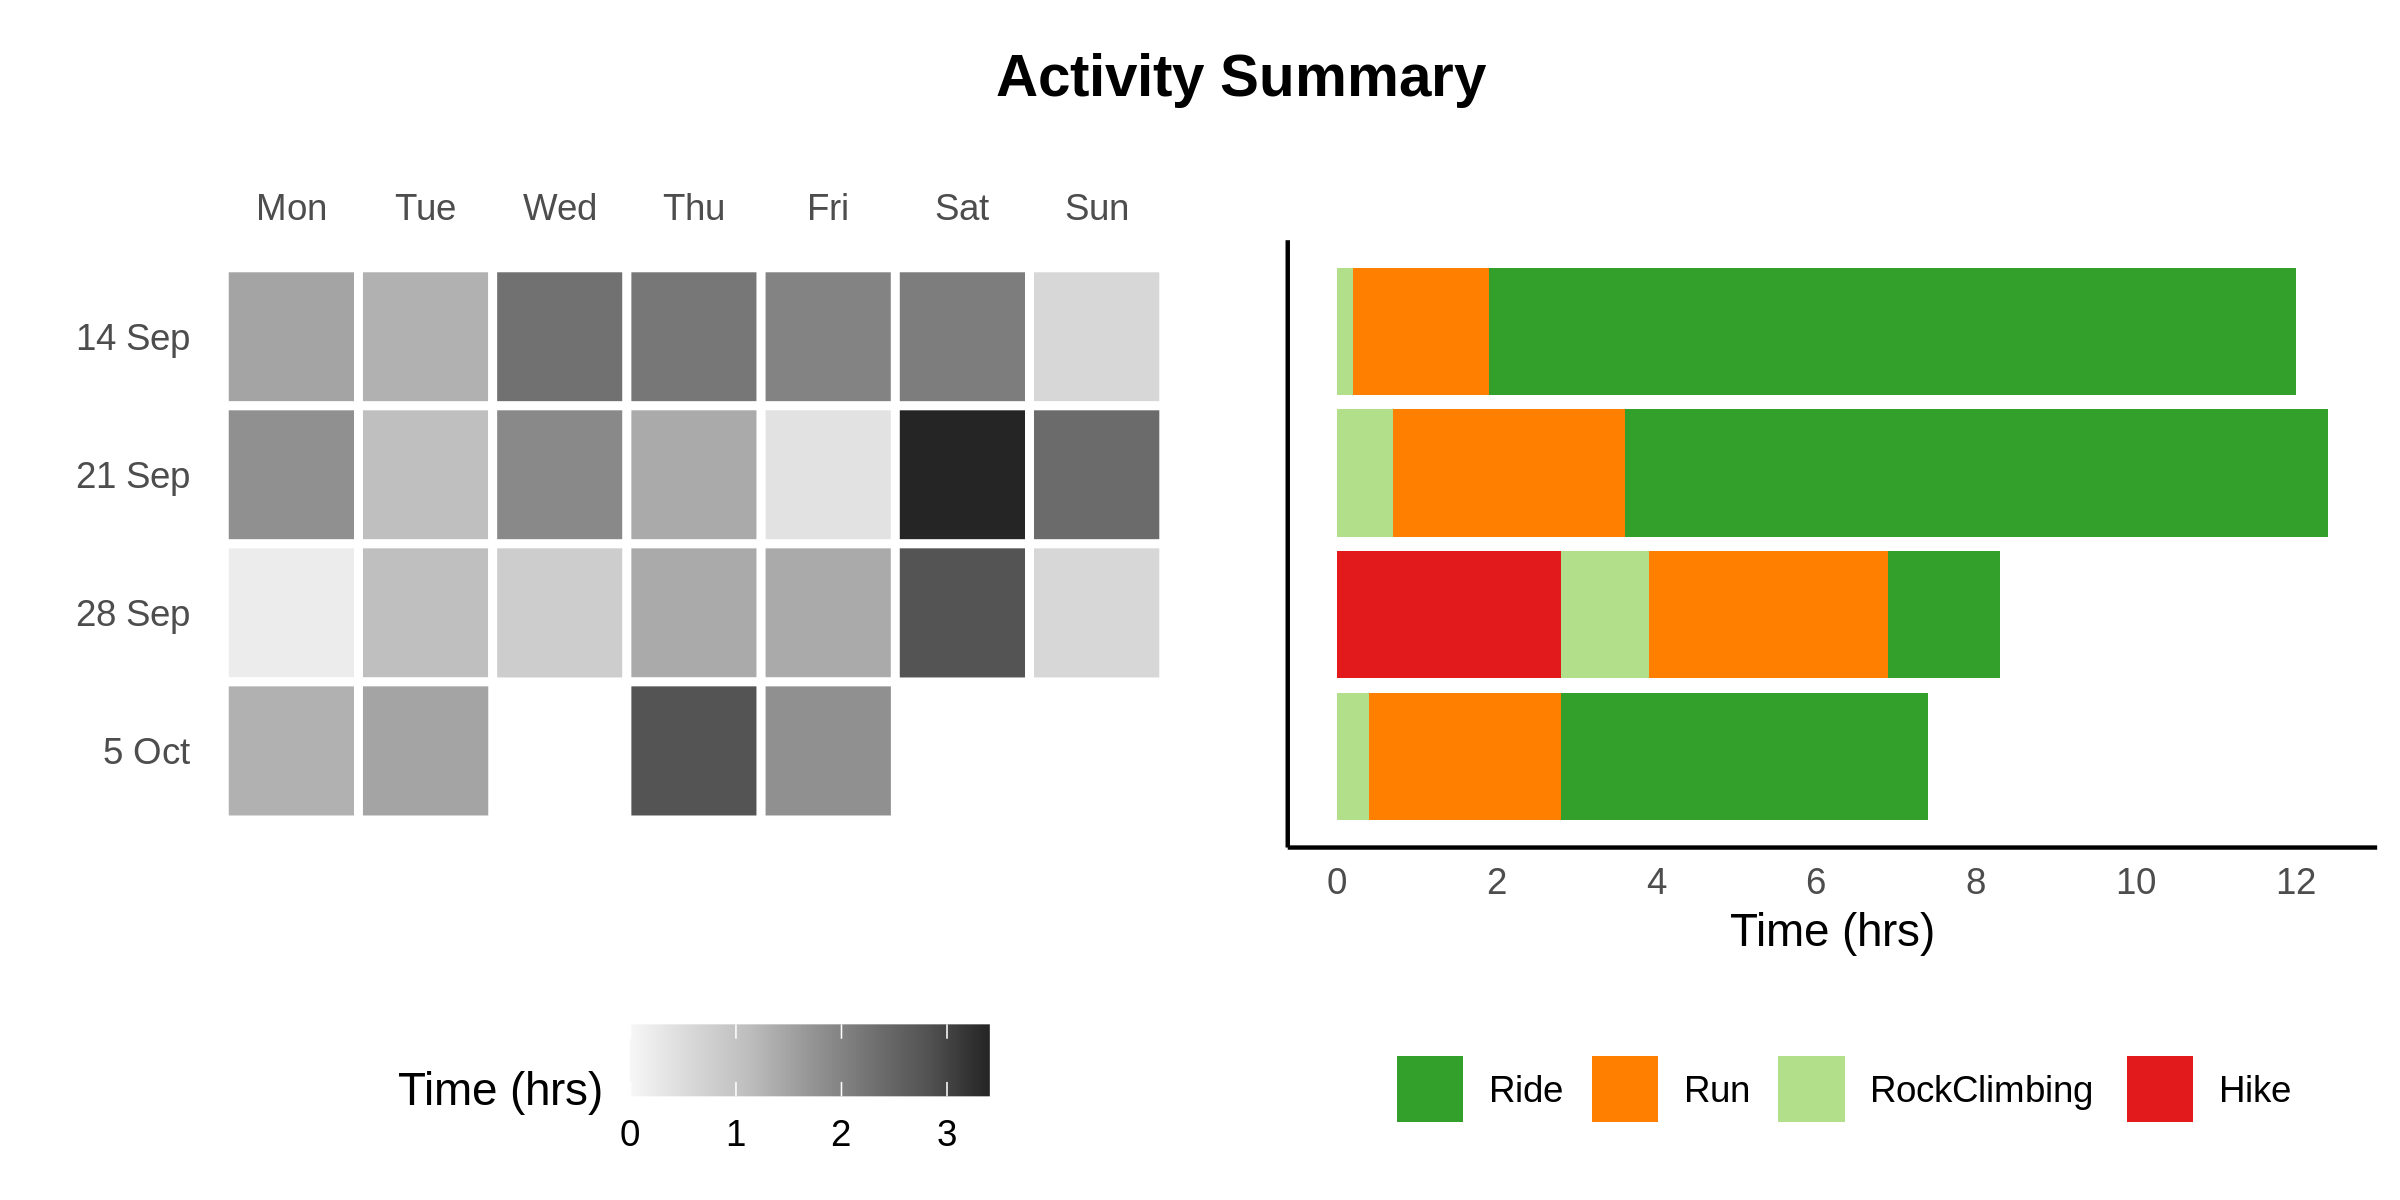 Activity Summary
Mon Tue Wed Thu Fri Sat Sun
14 Sep
21 Sep
28 Sep
5 Oct
0 2 4 6 8 10 12
Time (hrs)
Time (hrs)
0 1 2 3
Ride Run RockClimbing Hike